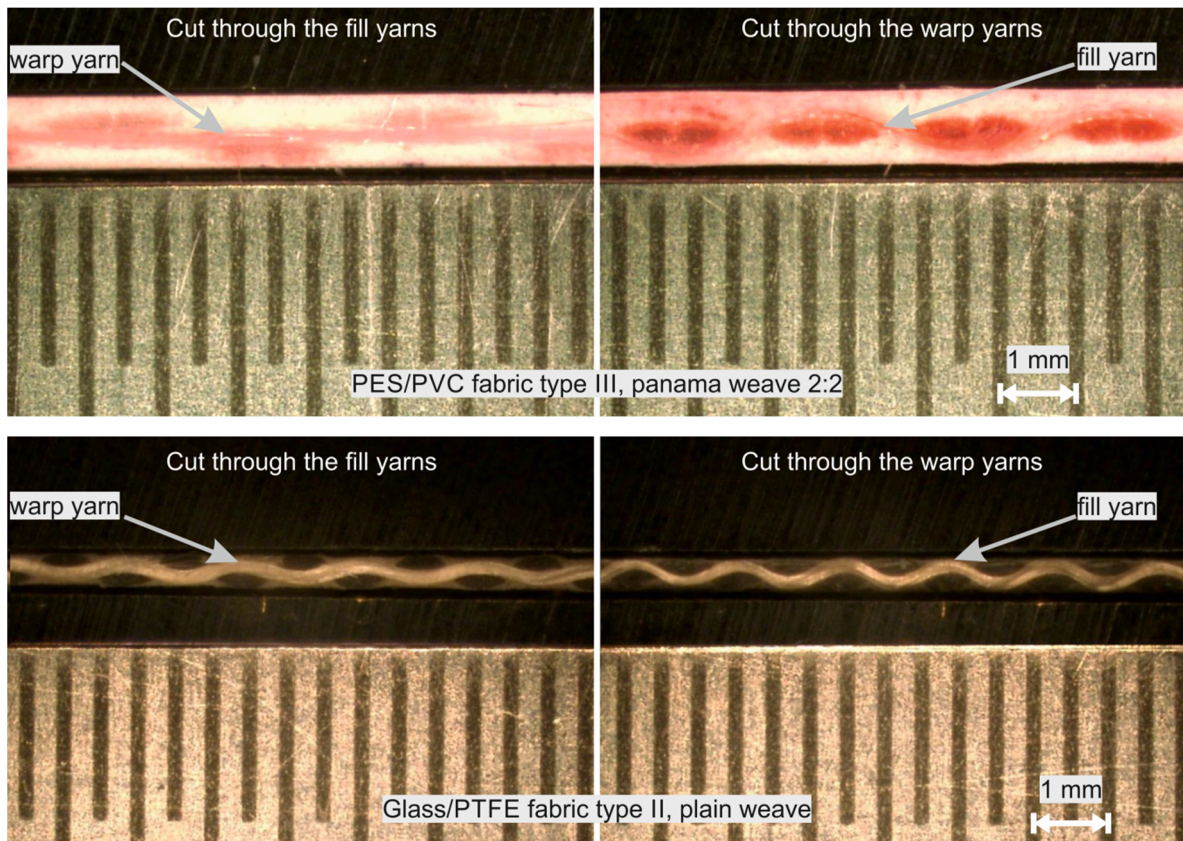 Cut through the fill yarns
warp yarn
Cut through the warp yarns
fill yarn
1 mm
PES/PVC fabric type III, panama weave 2:2
Cut through the fill yarns
warp yarn
Cut through the warp yarns
fill yarn
1 mm
Glass/PTFE fabric type II, plain weave